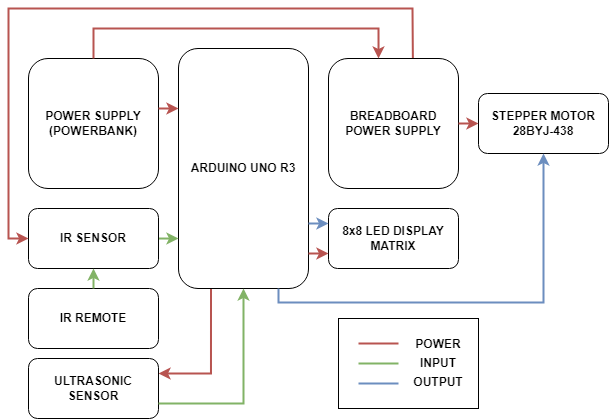 POWER SUPPLY
(POWERBANK)
ARDUINO UNO R3
BREADBOARD
POWER SUPPLY
STEPPER MOTOR
28BYJ-438
IR SENSOR
8x8 LED DISPLAY
MATRIX
IR REMOTE
ULTRASONIC
SENSOR
POWER
INPUT
OUTPUT